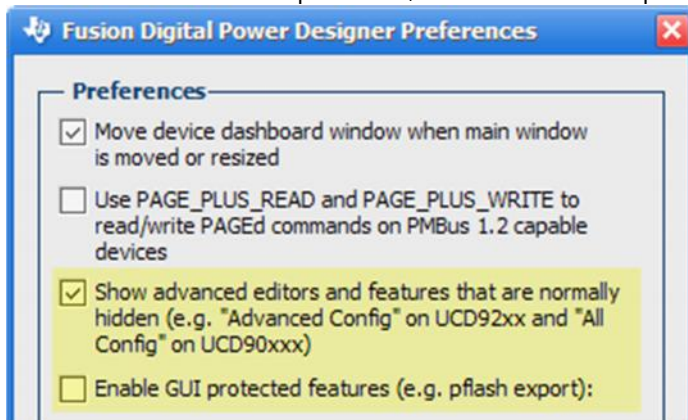 Fusion Digital Power Designer Preferences
Preferences
Move device dashboard window when main window
is moved or resized
Use PAGE_PLUS_READ and PAGE_PLUS_WRITE to
read/write PAGEd commands on PMBus 1.2 capable
devices
Show advanced editors and features that are normally
hidden (e.g. "Advanced Config" on UCD92xx and "All
Config" on UCD90xxx)
Enable GUI protected features (e.g. pflash export):